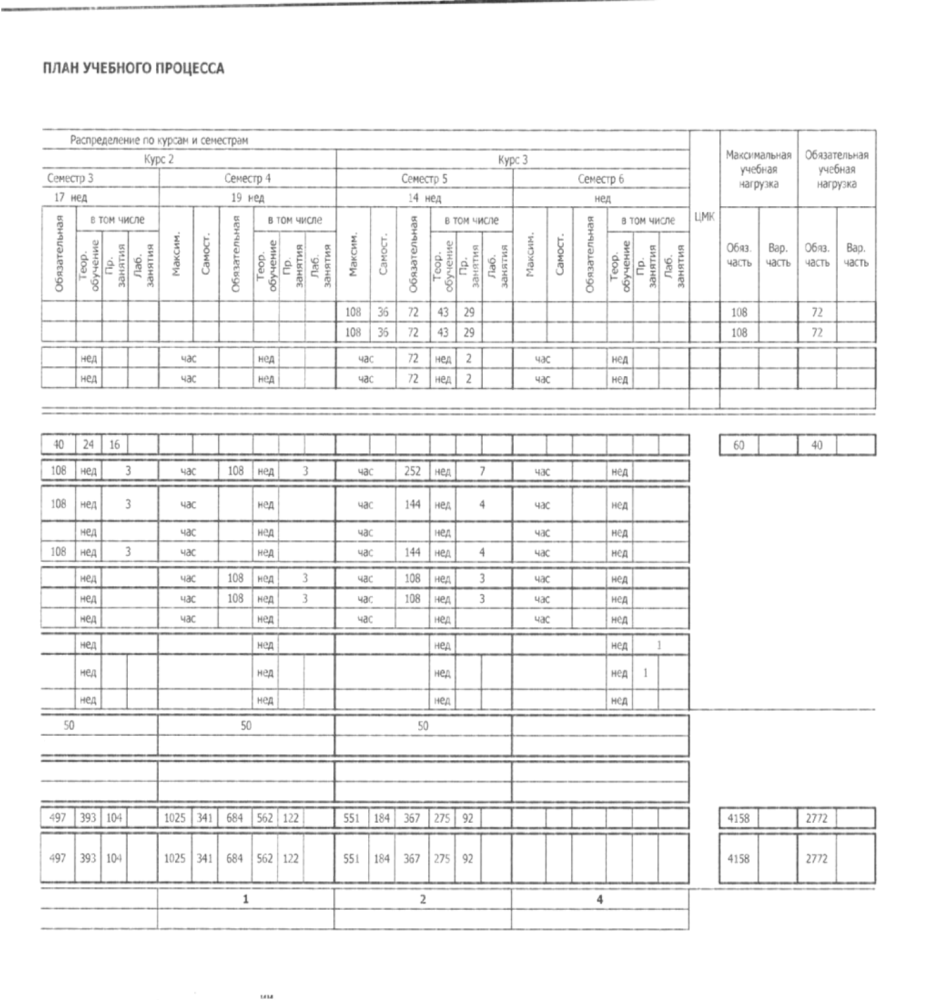 ПЛАН УЧЕБНОГО ПРОЦЕССА
Распределение по курсам и семестрам
Курс 2 Курс 3
Семестр 3 Семестр 4 Семестр 5 Семестр 6
17 нед 19 нед 14 нед нед
ЦМК
Максимальная учебная нагрузка
Обязательная учебная нагрузка
в том числе в том числе в том числе в том числе
Обязательная Теор. обучение Пр. занятия Лаб. занятия Максим. Самост. Обязательная Теор. обучение Пр. занятия Лаб. занятия Максим. Самост. Обязательная Теор. обучение Пр. занятия Лаб. занятия Максим. Самост. Обязательная Теор. обучение Пр. занятия Лаб. занятия Обяз. часть Вар. часть Обяз. часть Вар. часть
108 36 72 43 29 108 72
108 36 72 43 29 108 72
нед час нед час 72 нед 2 час нед
нед час нед час 72 нед 2 час нед
40 24 16 60 40
108 нед 3 час 108 нед 3 час 252 нед 7 час нед
108 нед 3 час нед час 144 нед 4 час нед
нед час нед час нед час нед
108 нед 3 час нед час 144 нед 4 час нед
нед час 108 нед 3 час 108 нед 3 час нед
нед час 108 нед 3 час 108 нед 3 час нед
нед час нед час нед час нед
нед нед нед нед 1
нед нед нед нед 1
нед нед нед нед
50 50 50
497 393 104 1025 341 684 562 122 551 184 367 275 92 4158 2772
497 393 104 1025 341 684 562 122 551 184 367 275 92 4158 2772
1 2 4